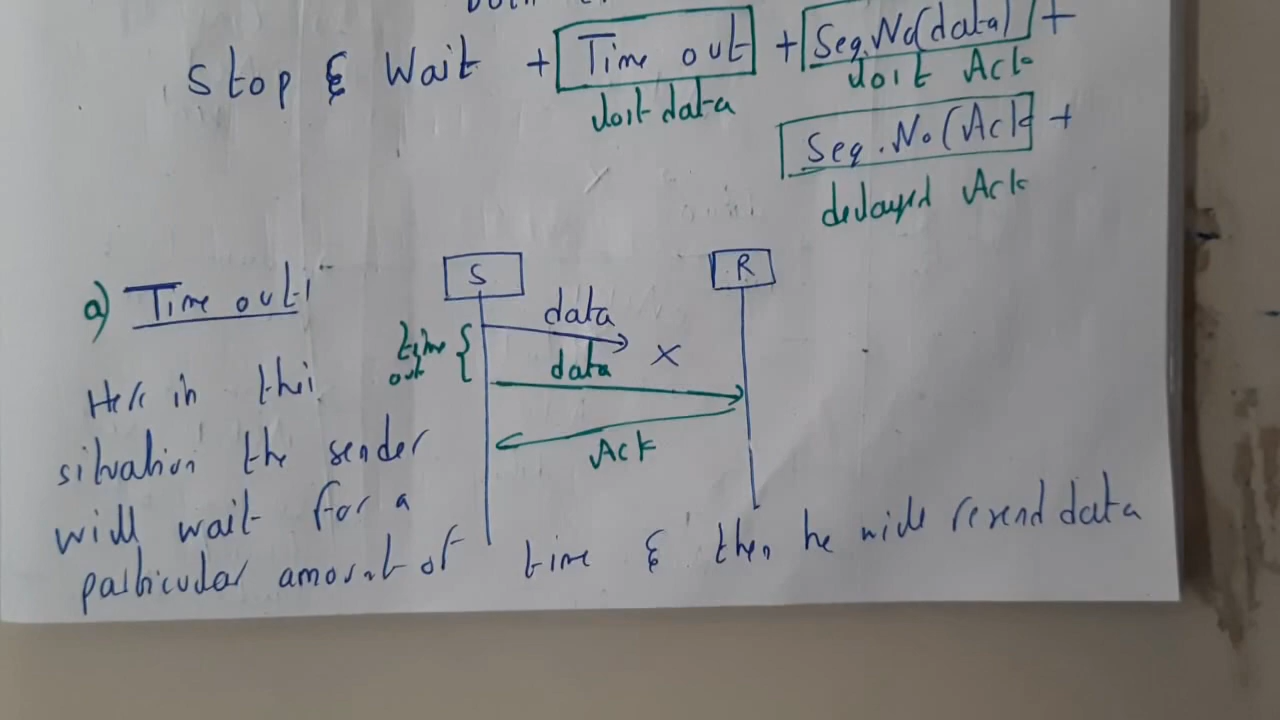 Stop & Wait + Time out + Seq.No(data) +
lost data
lost Ack
Seq.No(Ack) +
delayed Ack
a) Time out:
S
R
data
time out
data
Ack
Here in this
situation the sender
will wait for a
particular amount of time & then he will resend data